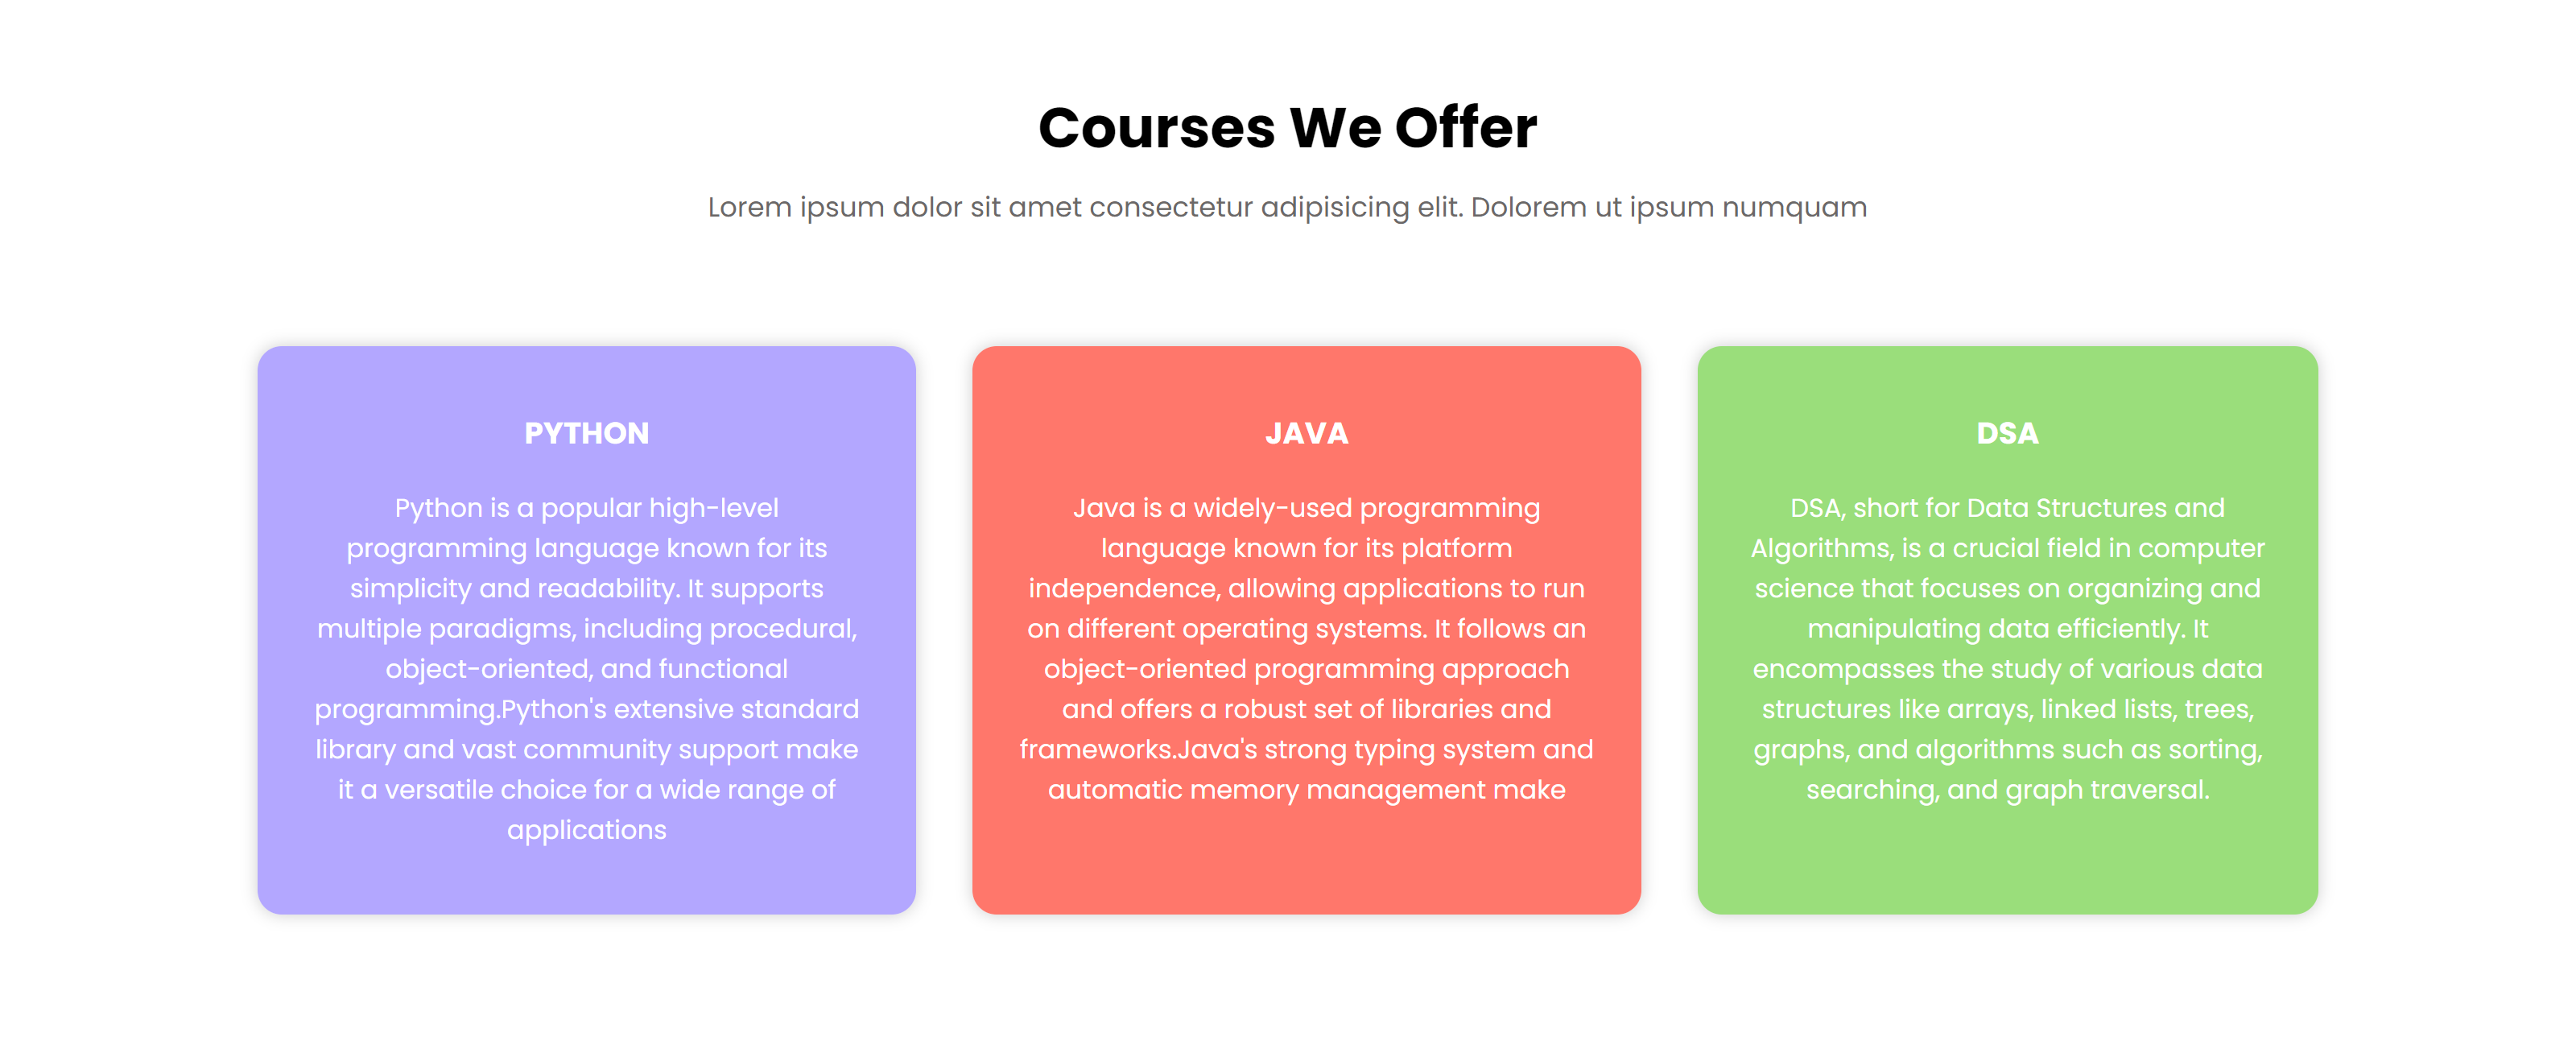 Courses We Offer
Lorem ipsum dolor sit amet consectetur adipisicing elit. Dolorem ut ipsum numquam
PYTHON
Python is a popular high-level
programming language known for its
simplicity and readability. It supports
multiple paradigms, including procedural,
object-oriented, and functional
programming.Python's extensive standard
library and vast community support make
it a versatile choice for a wide range of
applications
JAVA
Java is a widely-used programming
language known for its platform
independence, allowing applications to run
on different operating systems. It follows an
object-oriented programming approach
and offers a robust set of libraries and
frameworks.Java's strong typing system and
automatic memory management make
DSA
DSA, short for Data Structures and
Algorithms, is a crucial field in computer
science that focuses on organizing and
manipulating data efficiently. It
encompasses the study of various data
structures like arrays, linked lists, trees,
graphs, and algorithms such as sorting,
searching, and graph traversal.